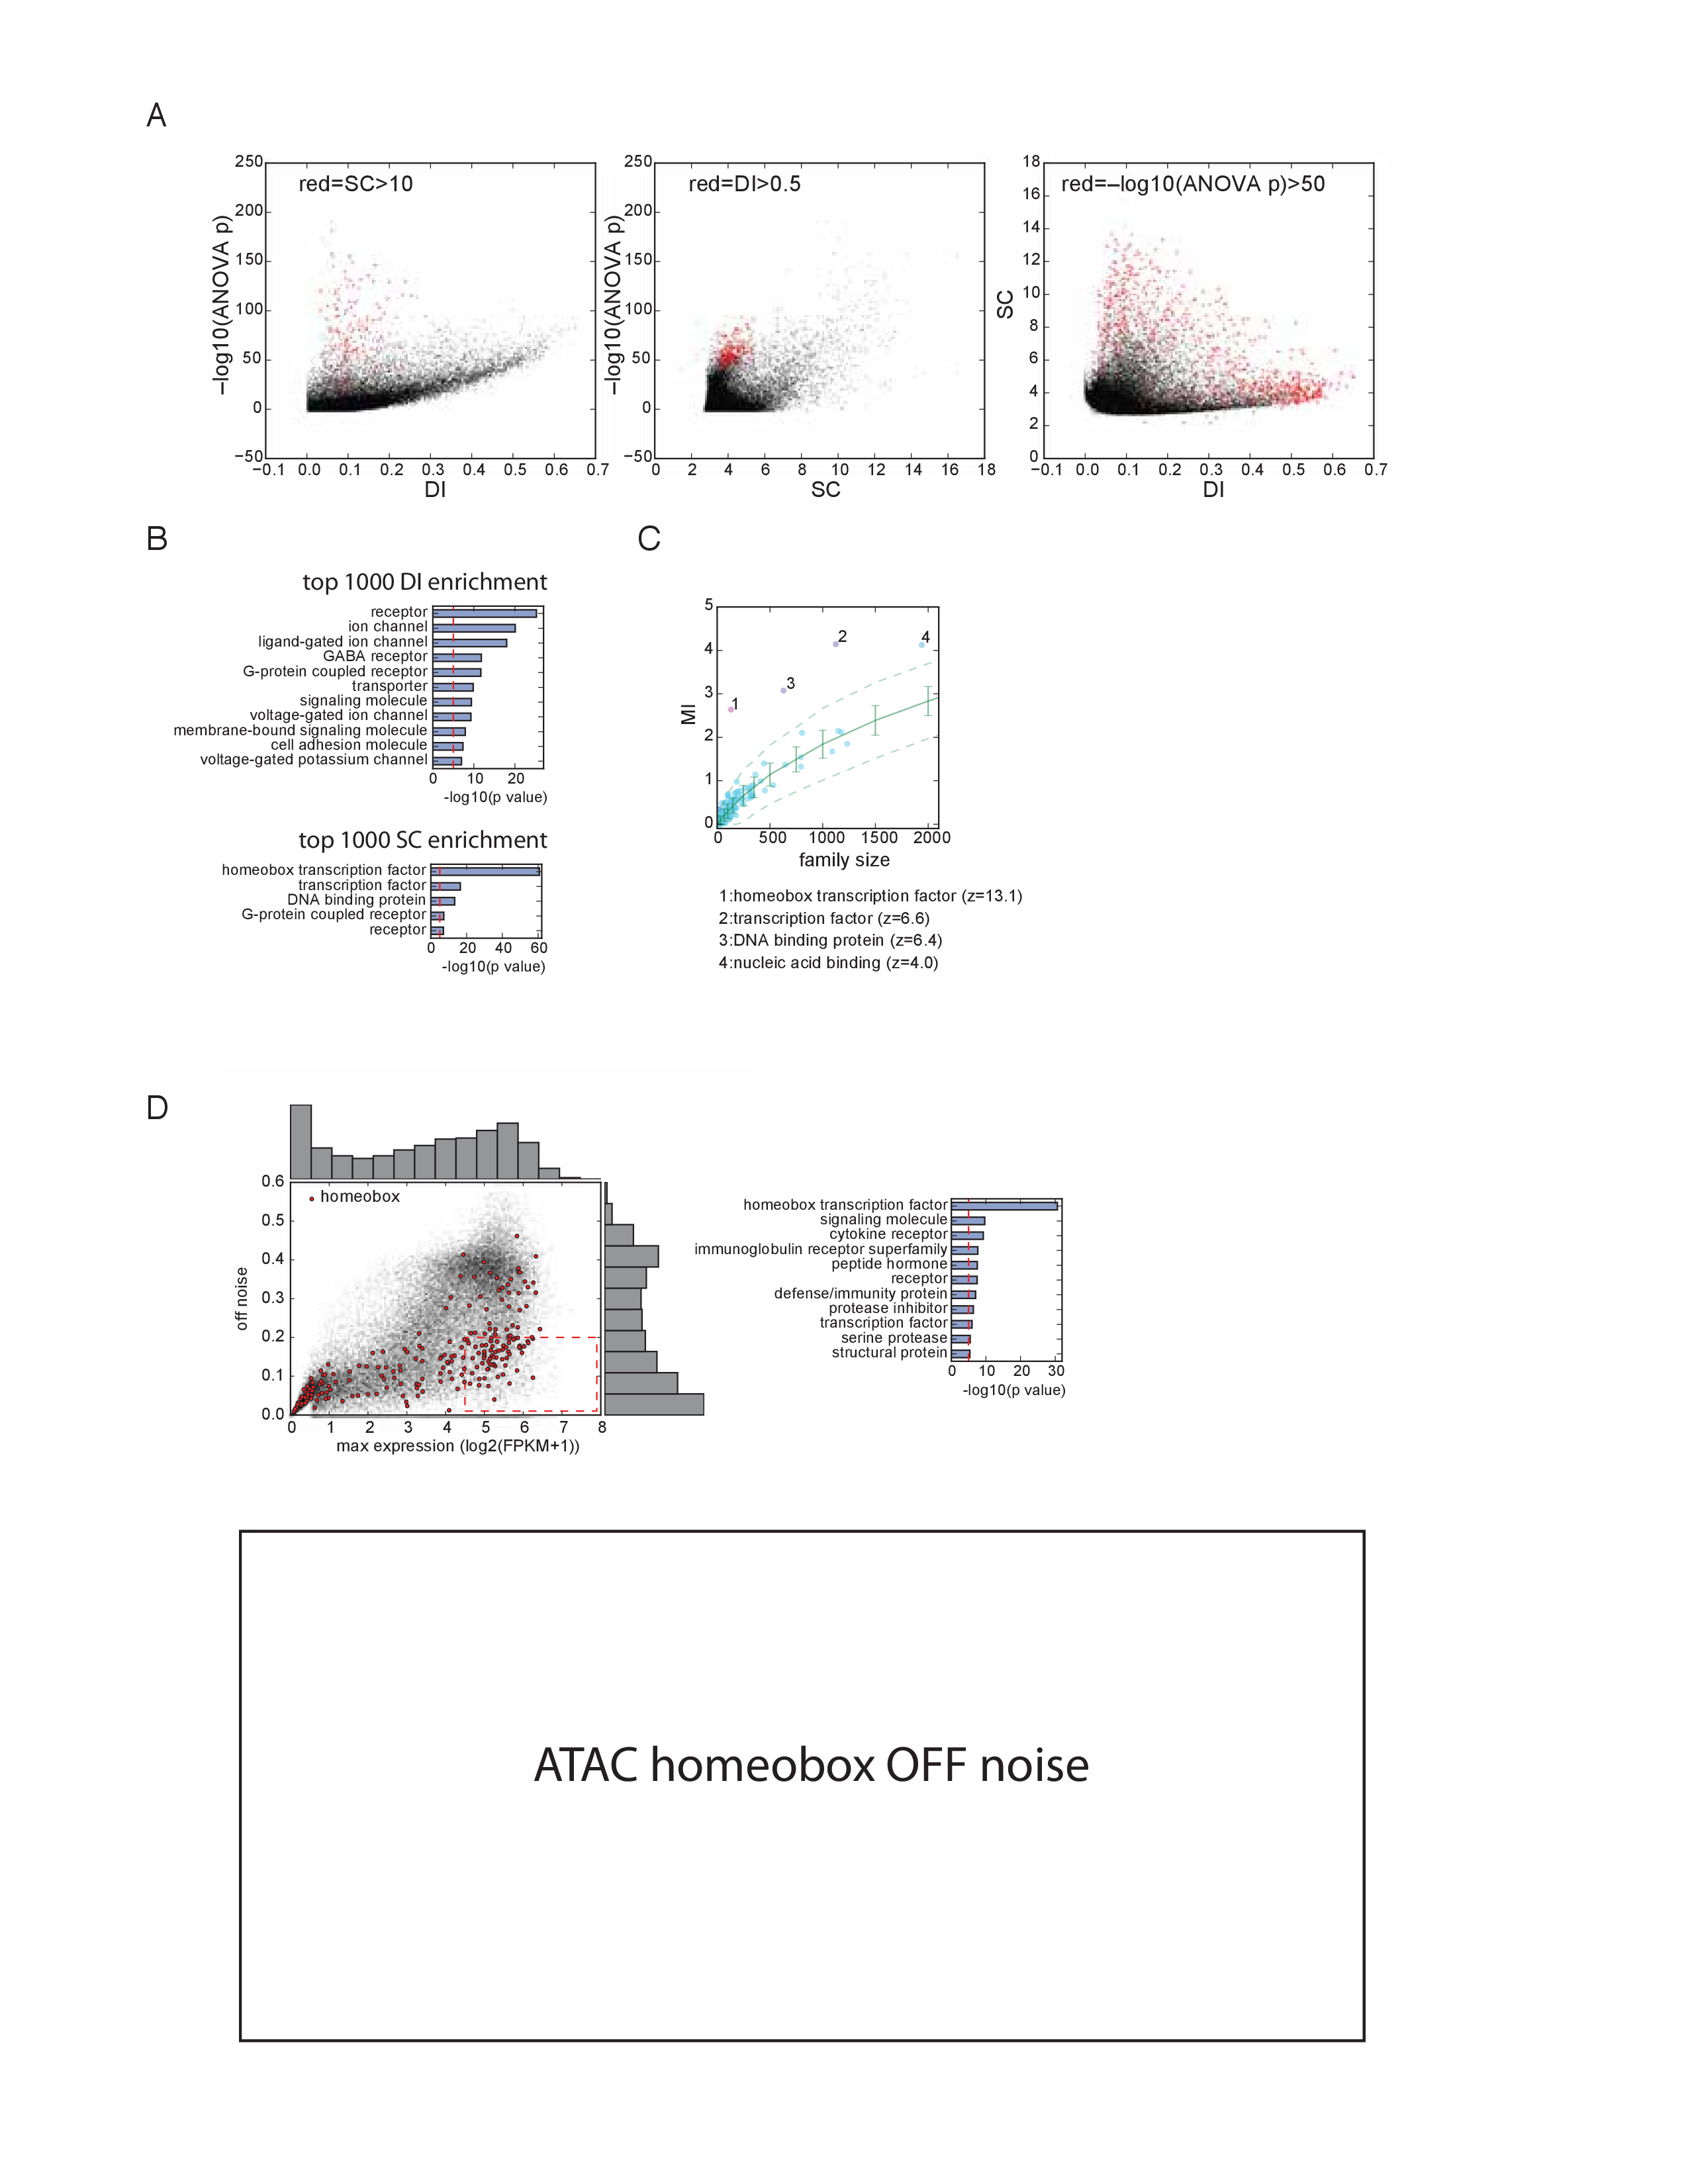 A
red=SC>10
250
200
150
100
50
0
−50
−log10(ANOVA p)
−0.1 0.0 0.1 0.2 0.3 0.4 0.5 0.6 0.7
DI
red=DI>0.5
250
200
150
100
50
0
−50
−log10(ANOVA p)
0 2 4 6 8 10 12 14 16 18
SC
red=−log10(ANOVA p)>50
18
16
14
12
10
8
6
4
2
0
SC
−0.1 0.0 0.1 0.2 0.3 0.4 0.5 0.6 0.7
DI
B
top 1000 DI enrichment
receptor
ion channel
ligand-gated ion channel
GABA receptor
G-protein coupled receptor
transporter
signaling molecule
voltage-gated ion channel
membrane-bound signaling molecule
cell adhesion molecule
voltage-gated potassium channel
0 10 20
-log10(p value)
top 1000 SC enrichment
homeobox transcription factor
transcription factor
DNA binding protein
G-protein coupled receptor
receptor
0 20 40 60
-log10(p value)
C
5
4
3
2
1
0
MI
1
2
3
4
0 500 1000 1500 2000
family size
1:homeobox transcription factor (z=13.1)
2:transcription factor (z=6.6)
3:DNA binding protein (z=6.4)
4:nucleic acid binding (z=4.0)
D
homeobox
0.6
0.5
0.4
0.3
0.2
0.1
0.0
off noise
0 1 2 3 4 5 6 7 8
max expression (log2(FPKM+1))
homeobox transcription factor
signaling molecule
cytokine receptor
immunoglobulin receptor superfamily
peptide hormone
receptor
defense/immunity protein
protease inhibitor
transcription factor
serine protease
structural protein
0 10 20 30
-log10(p value)
ATAC homeobox OFF noise